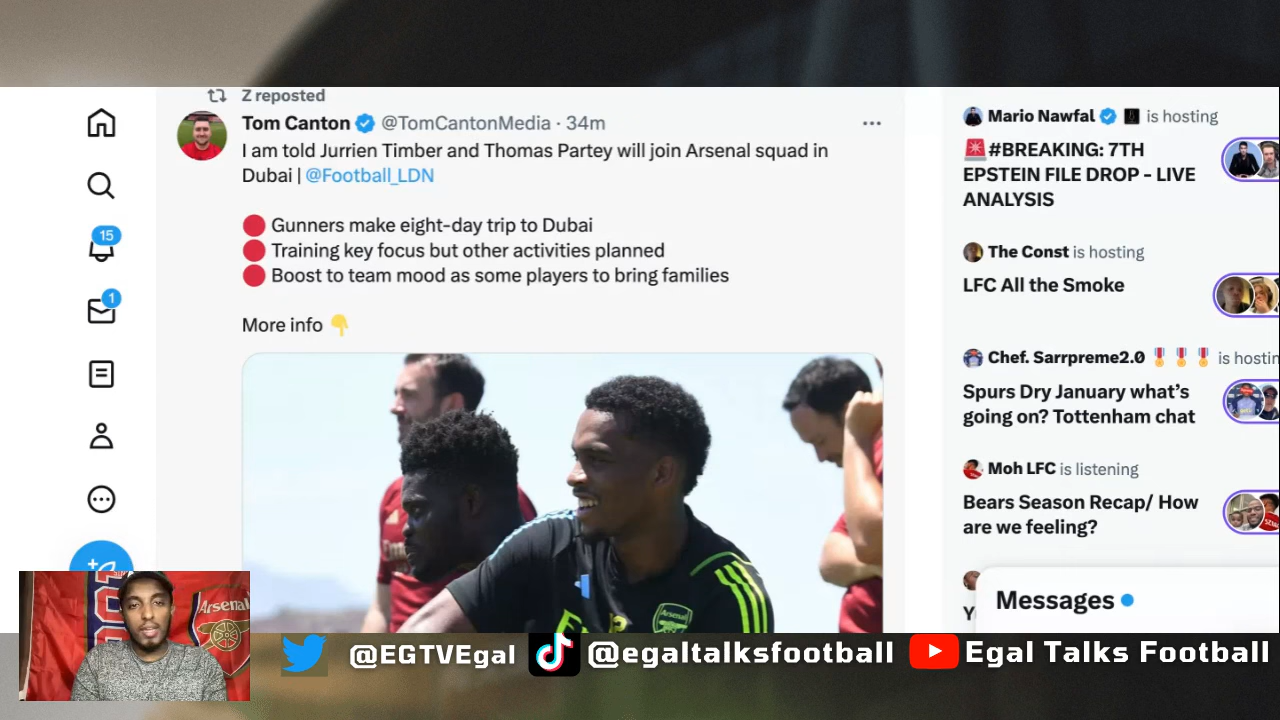 Z reposted
Tom Canton @TomCantonMedia · 34m
I am told Jurrien Timber and Thomas Partey will join Arsenal squad in
Dubai | @Football_LDN
Gunners make eight-day trip to Dubai
Training key focus but other activities planned
Boost to team mood as some players to bring families
More info
15
1
Arsenal
Mario Nawfal is hosting
#BREAKING: 7TH
EPSTEIN FILE DROP - LIVE
ANALYSIS
The Const is hosting
LFC All the Smoke
Chef. Sarrpreme2.0 is hostin
Spurs Dry January what's
going on? Tottenham chat
Moh LFC is listening
Bears Season Recap/ How
are we feeling?
Y
Messages
Arsenal
@EGTVEgal
@egaltalksfootball
Egal Talks Football